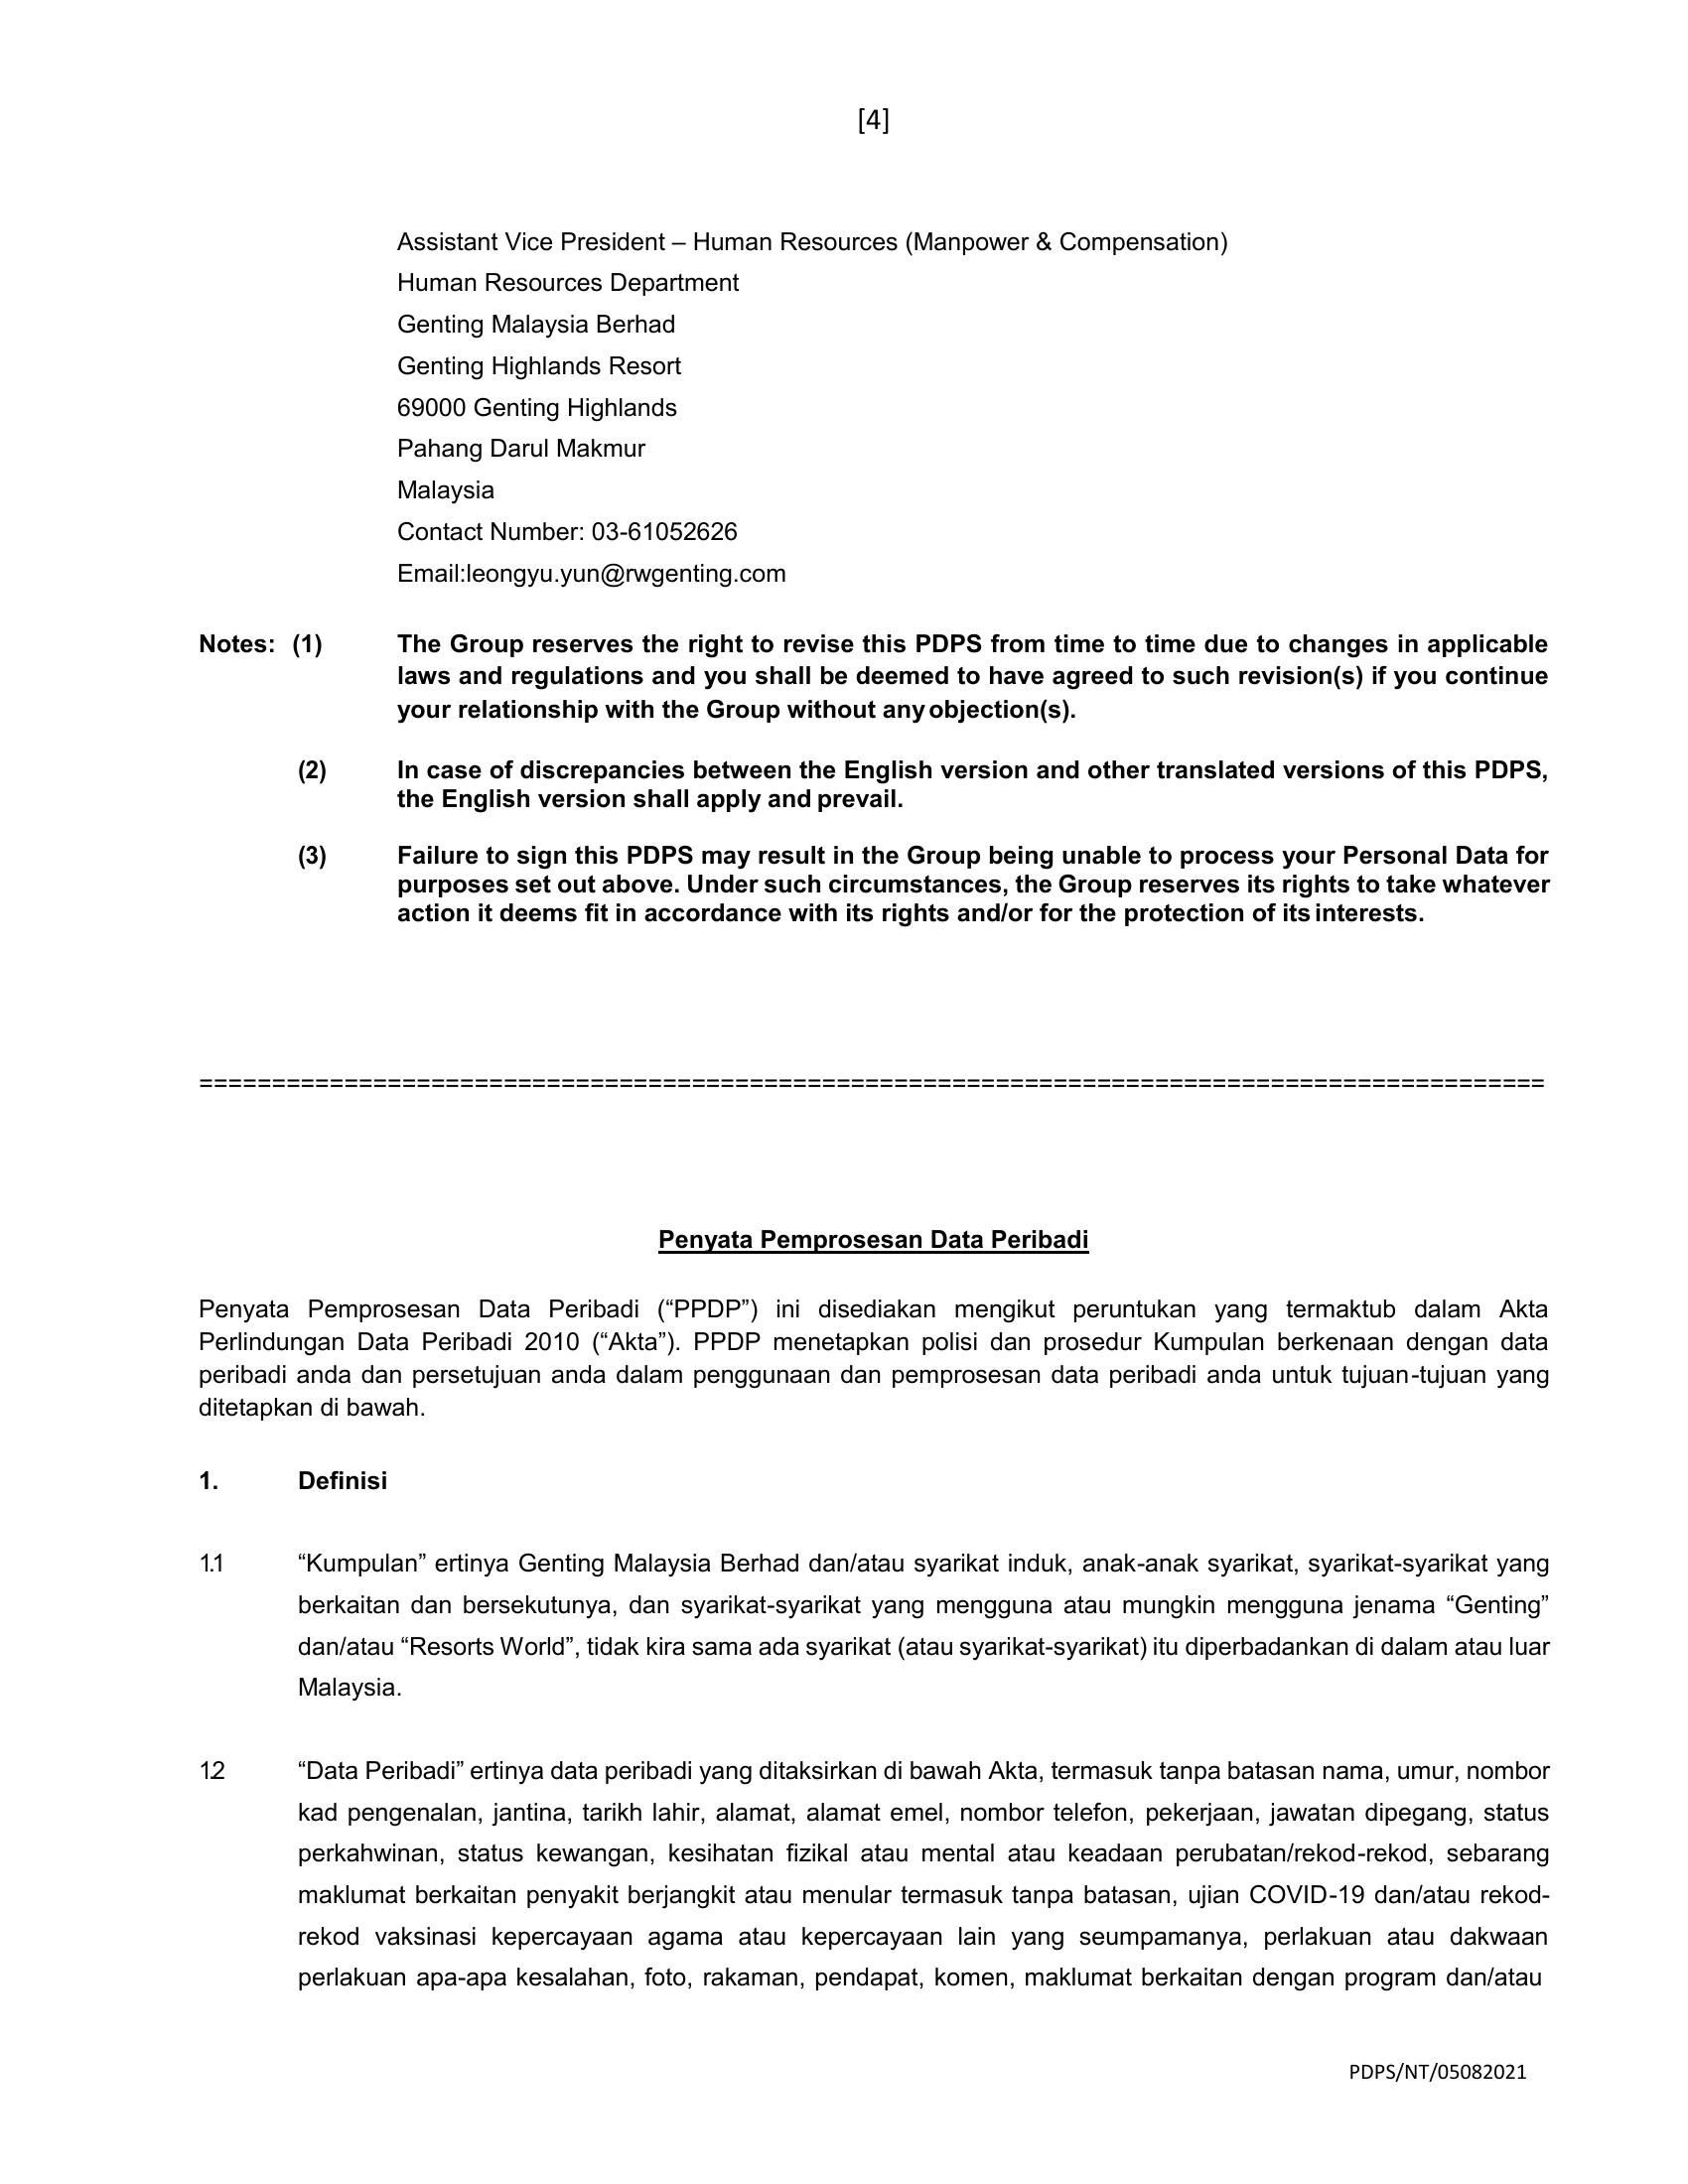 [4]
Assistant Vice President – Human Resources (Manpower & Compensation)
Human Resources Department
Genting Malaysia Berhad
Genting Highlands Resort
69000 Genting Highlands
Pahang Darul Makmur
Malaysia
Contact Number: 03-61052626
Email:leongyu.yun@rwgenting.com
Notes: (1) The Group reserves the right to revise this PDPS from time to time due to changes in applicable
laws and regulations and you shall be deemed to have agreed to such revision(s) if you continue
your relationship with the Group without any objection(s).
(2) In case of discrepancies between the English version and other translated versions of this PDPS,
the English version shall apply and prevail.
(3) Failure to sign this PDPS may result in the Group being unable to process your Personal Data for
purposes set out above. Under such circumstances, the Group reserves its rights to take whatever
action it deems fit in accordance with its rights and/or for the protection of its interests.
=============================================================================================
Penyata Pemprosesan Data Peribadi
Penyata Pemprosesan Data Peribadi (“PPDP”) ini disediakan mengikut peruntukan yang termaktub dalam Akta
Perlindungan Data Peribadi 2010 (“Akta”). PPDP menetapkan polisi dan prosedur Kumpulan berkenaan dengan data
peribadi anda dan persetujuan anda dalam penggunaan dan pemprosesan data peribadi anda untuk tujuan-tujuan yang
ditetapkan di bawah.
1. Definisi
1.1 “Kumpulan” ertinya Genting Malaysia Berhad dan/atau syarikat induk, anak-anak syarikat, syarikat-syarikat yang
berkaitan dan bersekutunya, dan syarikat-syarikat yang mengguna atau mungkin mengguna jenama “Genting”
dan/atau “Resorts World”, tidak kira sama ada syarikat (atau syarikat-syarikat) itu diperbadankan di dalam atau luar
Malaysia.
1.2 “Data Peribadi” ertinya data peribadi yang ditaksirkan di bawah Akta, termasuk tanpa batasan nama, umur, nombor
kad pengenalan, jantina, tarikh lahir, alamat, alamat emel, nombor telefon, pekerjaan, jawatan dipegang, status
perkahwinan, status kewangan, kesihatan fizikal atau mental atau keadaan perubatan/rekod-rekod, sebarang
maklumat berkaitan penyakit berjangkit atau menular termasuk tanpa batasan, ujian COVID-19 dan/atau rekod-
rekod vaksinasi kepercayaan agama atau kepercayaan lain yang seumpamanya, perlakuan atau dakwaan
perlakuan apa-apa kesalahan, foto, rakaman, pendapat, komen, maklumat berkaitan dengan program dan/atau
PDPS/NT/05082021